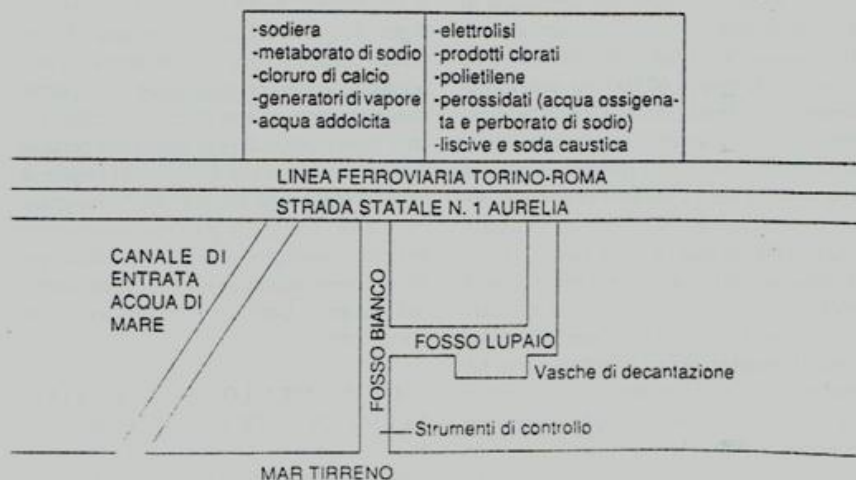 -sodiera
-metaborato di sodio
-cloruro di calcio
-generatori di vapore
-acqua addolcita
-elettrolisi
-prodotti clorati
-polietilene
-perossidati (acqua ossigena-
ta e perborato di sodio)
-liscive e soda caustica
LINEA FERROVIARIA TORINO-ROMA
STRADA STATALE N. 1 AURELIA
CANALE DI
ENTRATA
ACQUA DI
MARE
FOSSO BIANCO
FOSSO LUPAIO
Vasche di decantazione
Strumenti di controllo
MAR TIRRENO